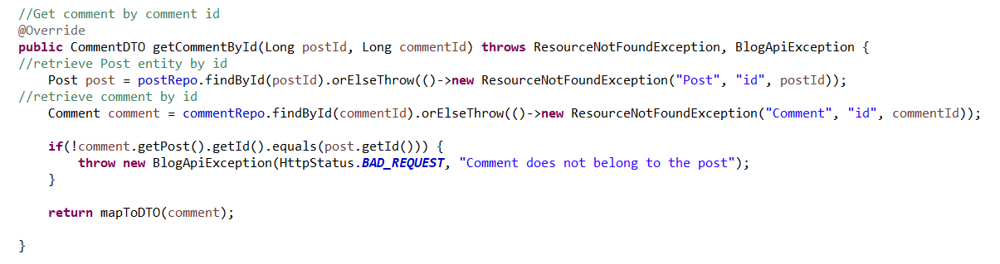 //Get comment by comment id
@Override
public CommentDTO getCommentById(Long postId, Long commentId) throws ResourceNotFoundException, BlogApiException {
//retrieve Post entity by id
    Post post = postRepo.findById(postId).orElseThrow(()->new ResourceNotFoundException("Post", "id", postId));
//retrieve comment by id
    Comment comment = commentRepo.findById(commentId).orElseThrow(()->new ResourceNotFoundException("Comment", "id", commentId));
    if(!comment.getPost().getId().equals(post.getId())) {
        throw new BlogApiException(HttpStatus.BAD_REQUEST, "Comment does not belong to the post");
    }
    return mapToDTO(comment);
}